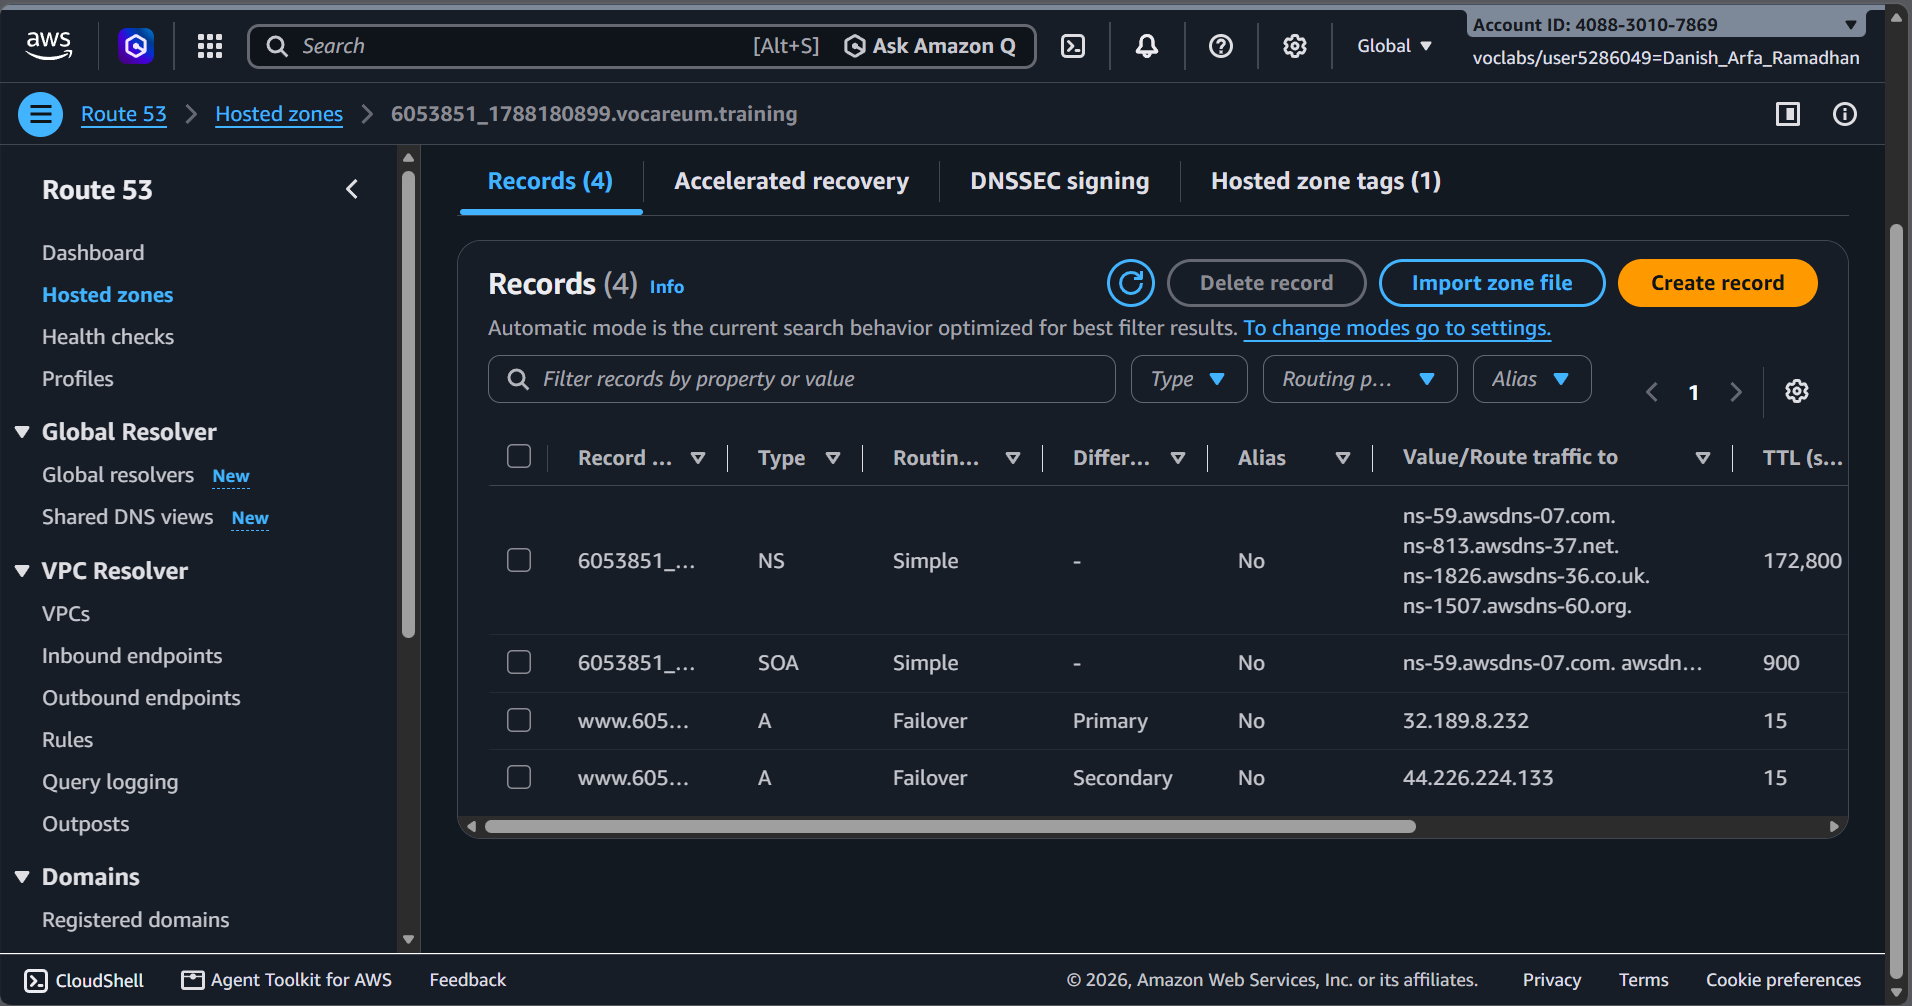 aws
Search [Alt+S] Ask Amazon Q
Global
Account ID: 4088-3010-7869
voclabs/user5286049=Danish_Arfa_Ramadhan
Route 53 Hosted zones 6053851_1788180899.vocareum.training
Route 53
Dashboard
Hosted zones
Health checks
Profiles
Global Resolver
Global resolvers New
Shared DNS views New
VPC Resolver
VPCs
Inbound endpoints
Outbound endpoints
Rules
Query logging
Outposts
Domains
Registered domains
Records (4) Accelerated recovery DNSSEC signing Hosted zone tags (1)
Records (4) Info
Delete record Import zone file Create record
Automatic mode is the current search behavior optimized for best filter results. To change modes go to settings.
Filter records by property or value Type Routing p... Alias 1
Record ... Type Routin... Differ... Alias Value/Route traffic to TTL (s...
ns-59.awsdns-07.com.
ns-813.awsdns-37.net.
6053851_... NS Simple - No 172,800
ns-1826.awsdns-36.co.uk.
ns-1507.awsdns-60.org.
6053851_... SOA Simple - No ns-59.awsdns-07.com. awsdn... 900
www.605... A Failover Primary No 32.189.8.232 15
www.605... A Failover Secondary No 44.226.224.133 15
CloudShell Agent Toolkit for AWS Feedback © 2026, Amazon Web Services, Inc. or its affiliates. Privacy Terms Cookie preferences